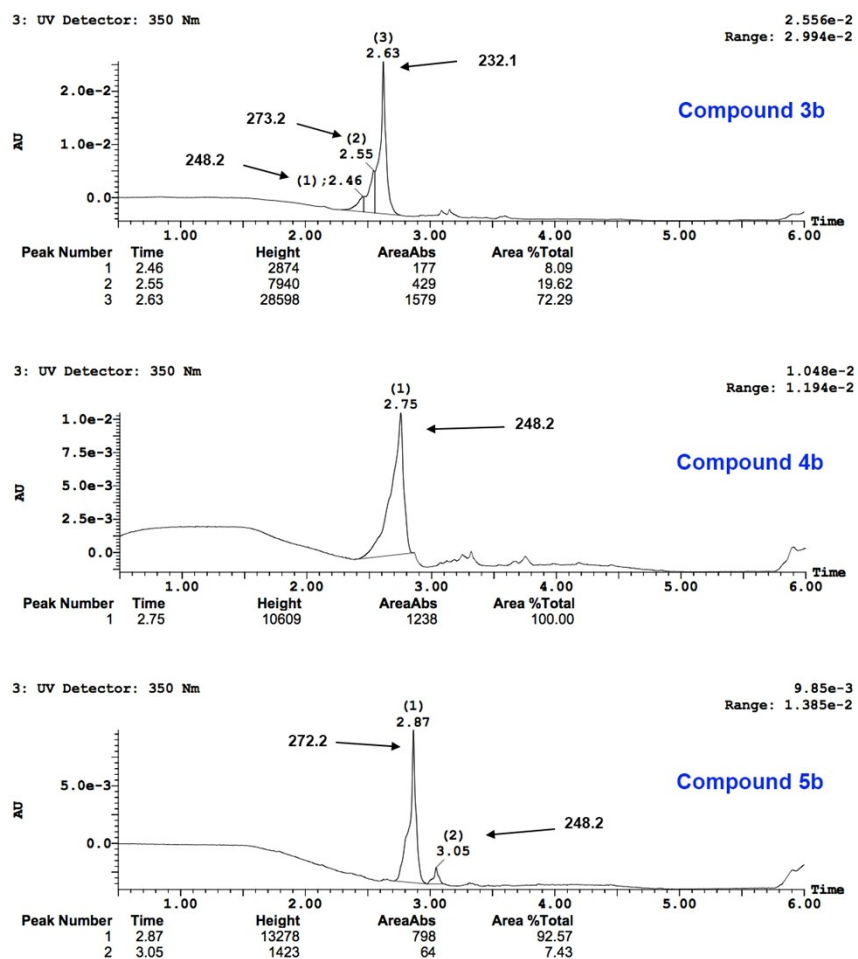 3: UV Detector: 350 Nm
2.556e-2
Range: 2.994e-2
(3)
2.63
232.1
2.0e-2
Compound 3b
273.2
(2)
1.0e-2
2.55
248.2
(1) ;2.46
AU
0.0
1.00 2.00 3.00 4.00 5.00 6.00 Time
Peak Number Time Height AreaAbs Area %Total
1 2.46 2874 177 8.09
2 2.55 7940 429 19.62
3 2.63 28598 1579 72.29
3: UV Detector: 350 Nm
1.048e-2
Range: 1.194e-2
(1)
2.75
1.0e-2
248.2
7.5e-3
Compound 4b
5.0e-3
AU
2.5e-3
0.0
1.00 2.00 3.00 4.00 5.00 6.00 Time
Peak Number Time Height AreaAbs Area %Total
1 2.75 10609 1238 100.00
3: UV Detector: 350 Nm
9.85e-3
Range: 1.385e-2
(1)
2.87
272.2
5.0e-3
Compound 5b
AU
(2)
248.2
0.0
3.05
1.00 2.00 3.00 4.00 5.00 6.00 Time
Peak Number Time Height AreaAbs Area %Total
1 2.87 13278 798 92.57
2 3.05 1423 64 7.43